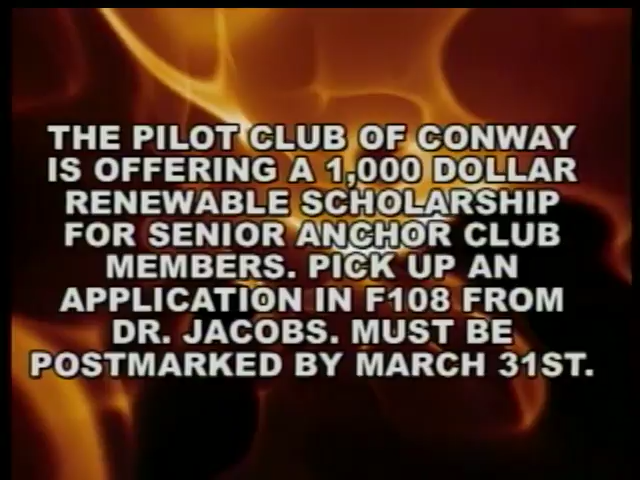 THE PILOT CLUB OF CONWAY
IS OFFERING A 1,000 DOLLAR
RENEWABLE SCHOLARSHIP
FOR SENIOR ANCHOR CLUB
MEMBERS. PICK UP AN
APPLICATION IN F108 FROM
DR. JACOBS. MUST BE
POSTMARKED BY MARCH 31ST.